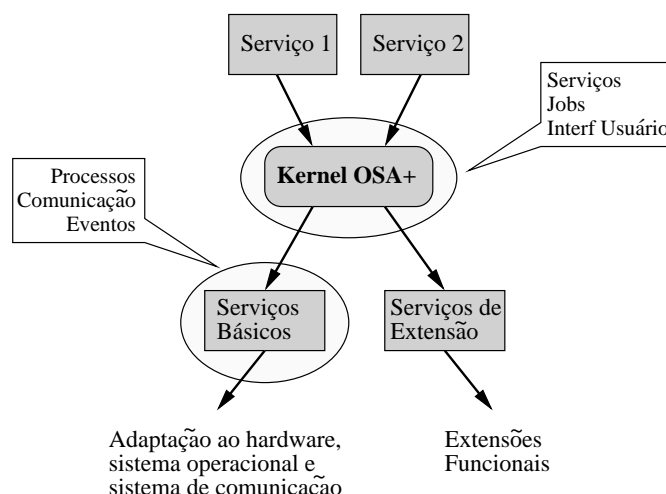 Serviço 1
Serviço 2
Serviços
Jobs
Interf Usuário
Kernel OSA+
Processos
Comunicação
Eventos
Serviços
Básicos
Serviços de
Extensão
Adaptação ao hardware,
sistema operacional e
sistema de comunicação
Extensões
Funcionais